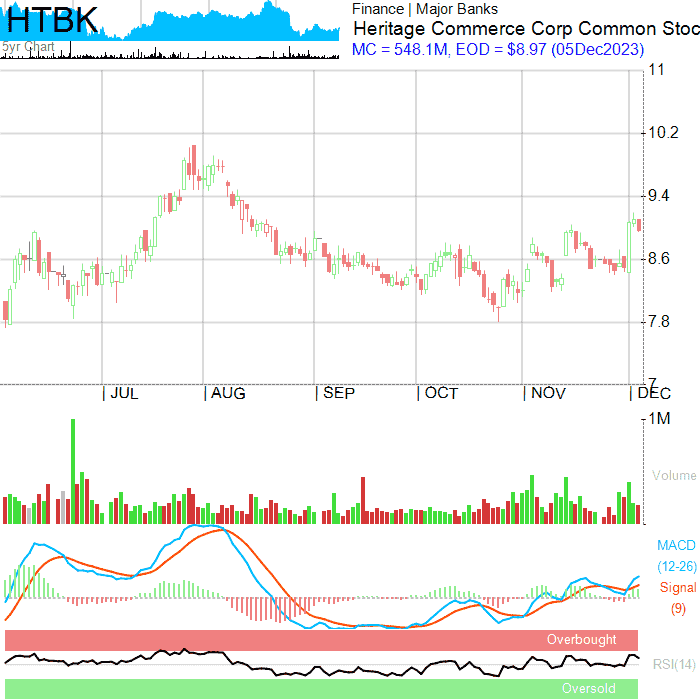 HTBK
5yr Chart
Finance | Major Banks
Heritage Commerce Corp Common Stoc
MC = 548.1M, EOD = $8.97 (05Dec2023)
11
10.2
9.4
8.6
7.8
7
JUL
AUG
SEP
OCT
NOV
DEC
1M
Volume
MACD
(12-26)
Signal
(9)
Overbought
RSI(14)
Oversold